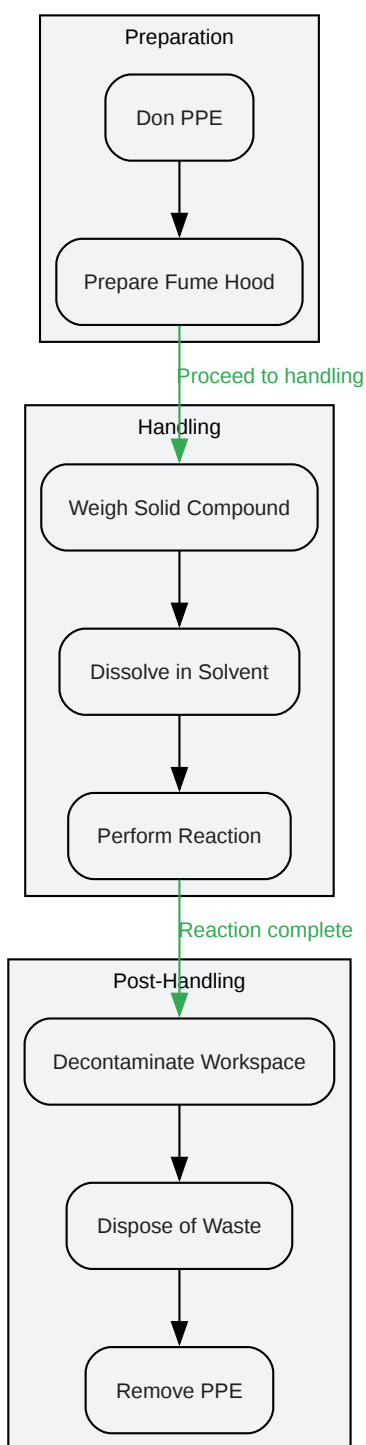 Preparation
Don PPE
Prepare Fume Hood
Proceed to handling
Handling
Weigh Solid Compound
Dissolve in Solvent
Perform Reaction
Reaction complete
Post-Handling
Decontaminate Workspace
Dispose of Waste
Remove PPE